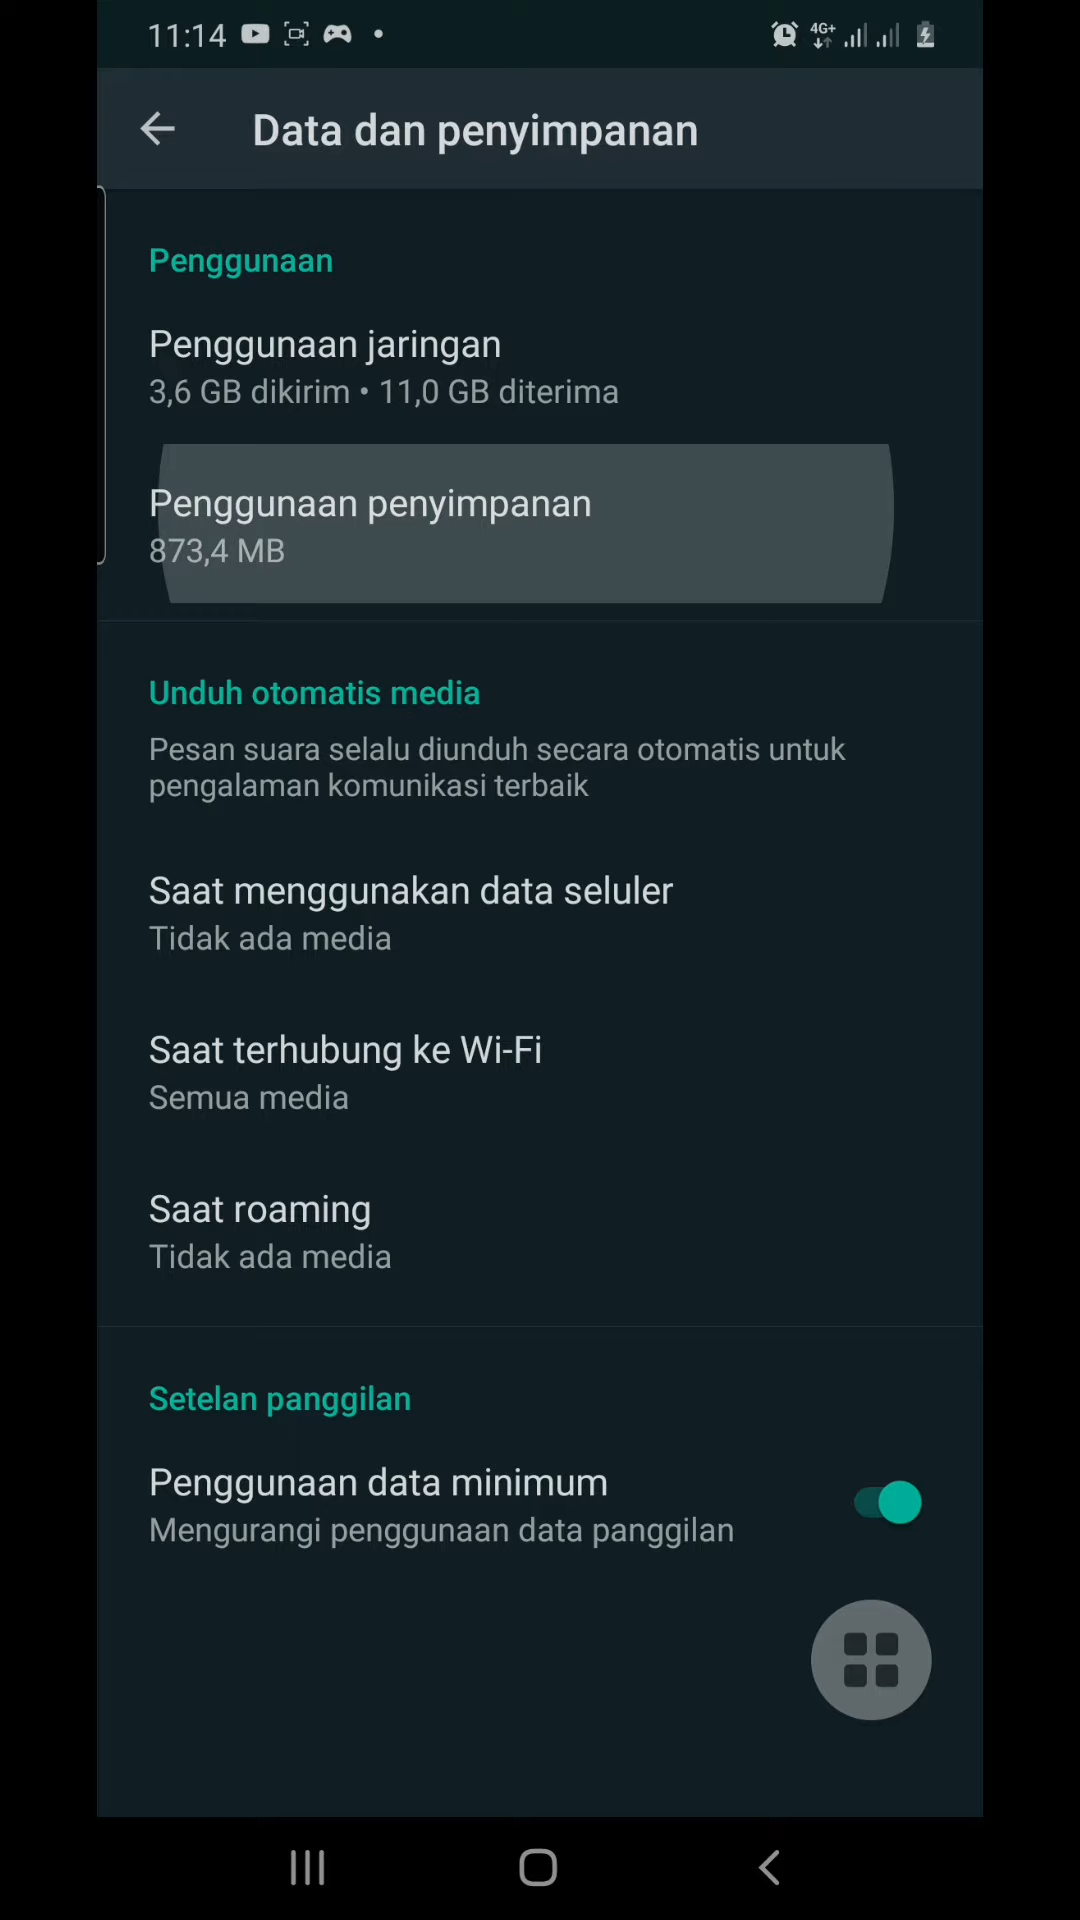 11:14
4G+
Data dan penyimpanan
Penggunaan
Penggunaan jaringan
3,6 GB dikirim • 11,0 GB diterima
Penggunaan penyimpanan
873,4 MB
Unduh otomatis media
Pesan suara selalu diunduh secara otomatis untuk
pengalaman komunikasi terbaik
Saat menggunakan data seluler
Tidak ada media
Saat terhubung ke Wi-Fi
Semua media
Saat roaming
Tidak ada media
Setelan panggilan
Penggunaan data minimum
Mengurangi penggunaan data panggilan